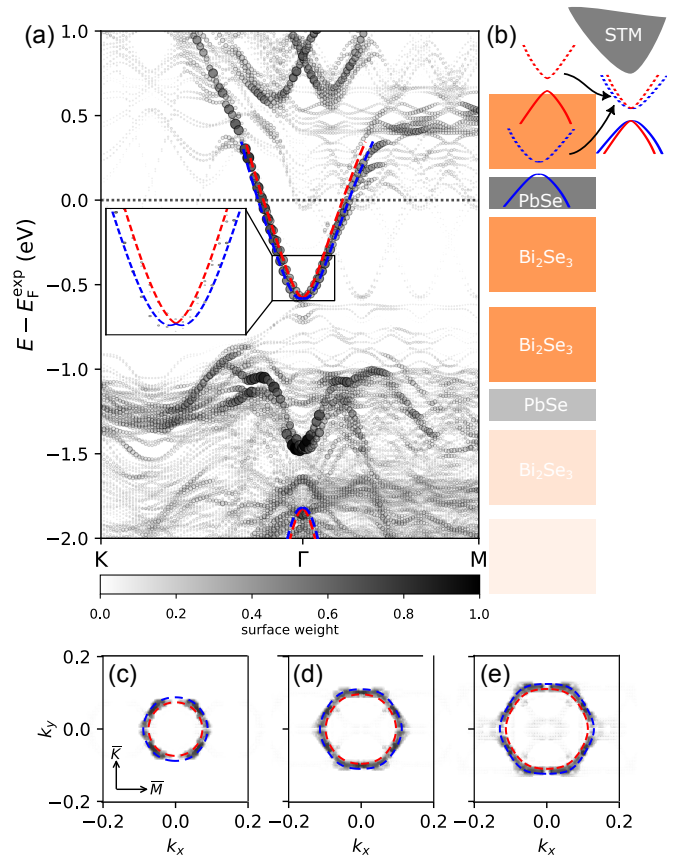 (a)
(b)
STM
E − E_F^exp (eV)
1.0
0.5
0.0
−0.5
−1.0
−1.5
−2.0
K
Γ
M
PbSe
Bi₂Se₃
Bi₂Se₃
PbSe
Bi₂Se₃
0.0
0.2
0.4
0.6
0.8
1.0
surface weight
(c)
(d)
(e)
0.2
0.0
−0.2
k_y
K̅
M̅
−0.2
0.0
0.2
−0.2
0.0
0.2
−0.2
0.0
0.2
k_x
k_x
k_x